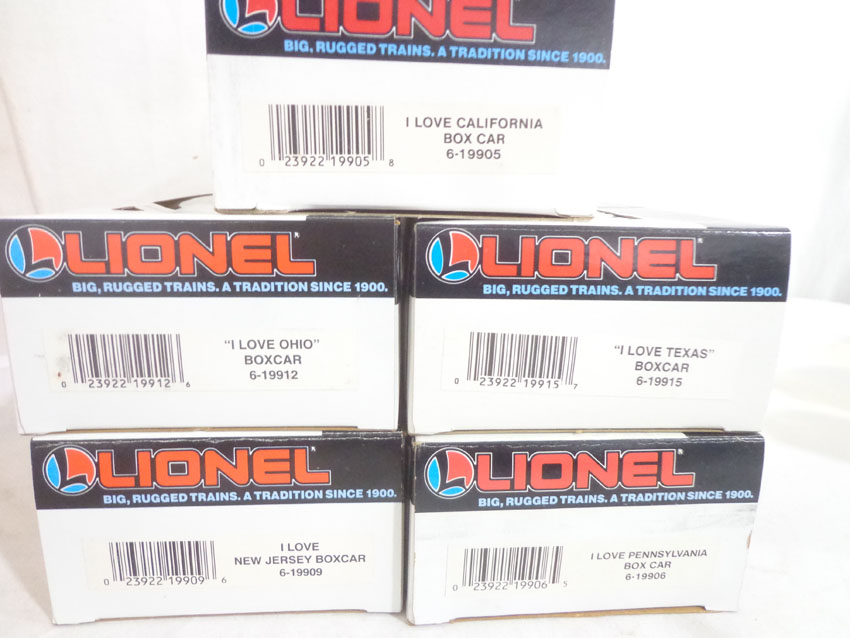 LIONEL
BIG, RUGGED TRAINS. A TRADITION SINCE 1900.
I LOVE CALIFORNIA
BOX CAR
6-19905
0 23922 19905 8
LIONEL®
BIG, RUGGED TRAINS. A TRADITION SINCE 1900.
"I LOVE OHIO"
BOXCAR
6-19912
0 23922 19912 6
LIONEL®
BIG, RUGGED TRAINS. A TRADITION SINCE 1900.
"I LOVE TEXAS"
BOXCAR
6-19915
0 23922 19915 7
LIONEL®
BIG, RUGGED TRAINS. A TRADITION SINCE 1900.
I LOVE
NEW JERSEY BOXCAR
6-19909
0 23922 19909 6
LIONEL®
BIG, RUGGED TRAINS. A TRADITION SINCE 1900.
I LOVE PENNSYLVANIA
BOX CAR
6-19906
0 23922 19906 5